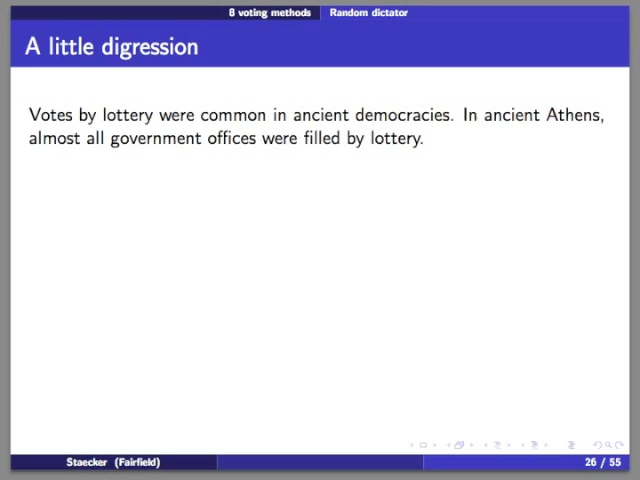 8 voting methods Random dictator
A little digression
Votes by lottery were common in ancient democracies. In ancient Athens,
almost all government offices were filled by lottery.
Staecker (Fairfield) 26 / 55